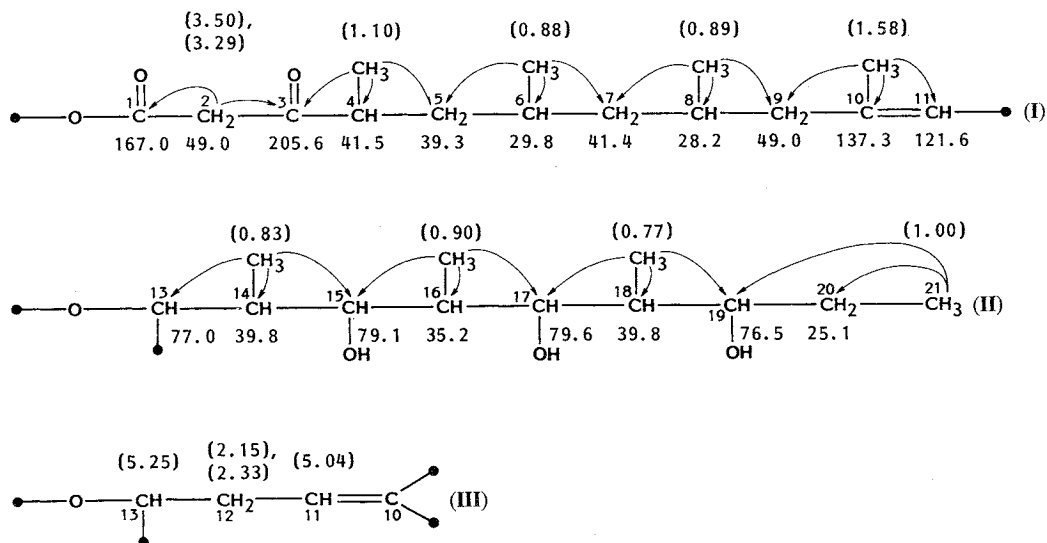 (3.50),
(3.29) (1.10) (0.88) (0.89) (1.58)
O O CH3 CH3 CH3 CH3
1 2 3 4 5 6 7 8 9 10 11
O C CH2 C CH CH2 CH CH2 CH CH2 C CH (I)
167.0 49.0 205.6 41.5 39.3 29.8 41.4 28.2 49.0 137.3 121.6
(0.83) (0.90) (0.77) (1.00)
CH3 CH3 CH3
13 14 15 16 17 18 20 21
O CH CH CH CH CH CH CH CH2 CH3 (II)
19
77.0 39.8 79.1 35.2 79.6 39.8 76.5 25.1
OH OH OH
(5.25) (2.15),
(2.33) (5.04)
O CH CH2 CH C (III)
13 12 11 10